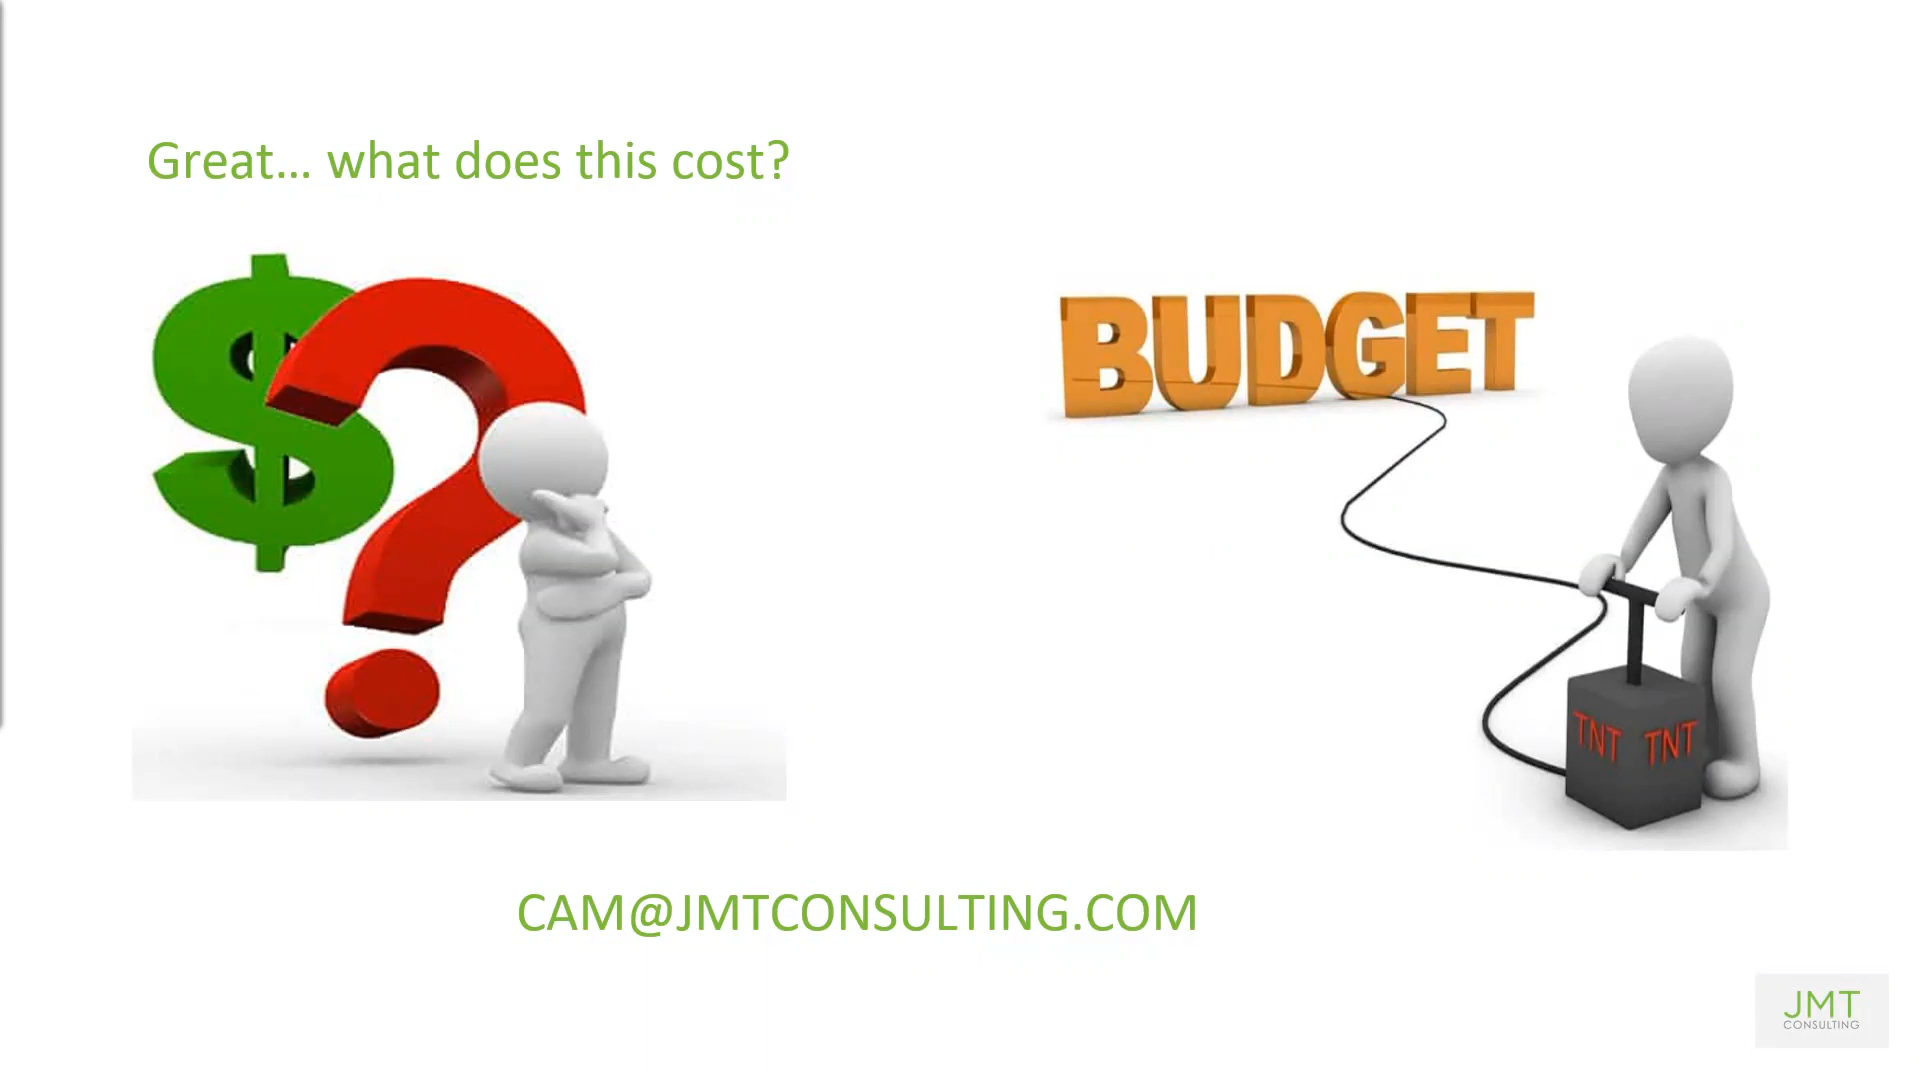 Great... what does this cost?
BUDGET
TNT TNT
CAM@JMTCONSULTING.COM
JMT
CONSULTING